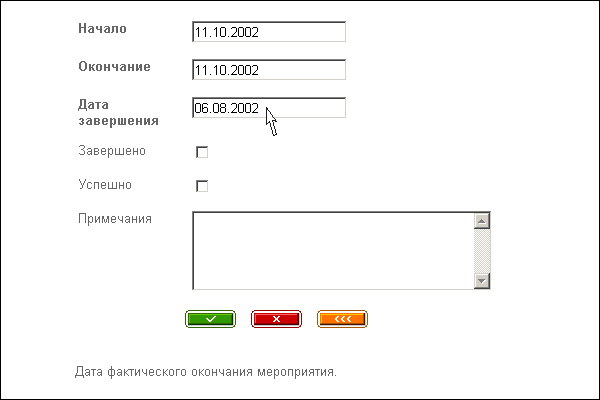 Начало 11.10.2002
Окончание 11.10.2002
Дата
завершения 06.08.2002
Завершено
Успешно
Примечания
<<<
Дата фактического окончания мероприятия.